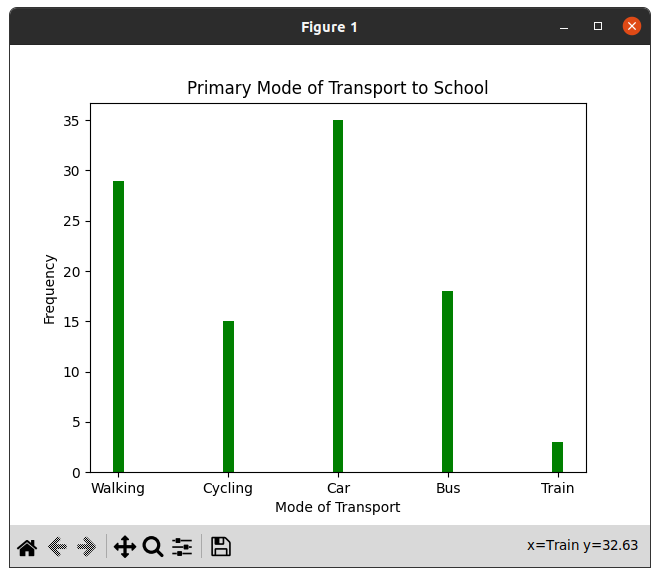 Figure 1
Primary Mode of Transport to School
35
30
25
20
15
10
5
0
Frequency
Walking Cycling Car Bus Train
Mode of Transport
x=Train y=32.63